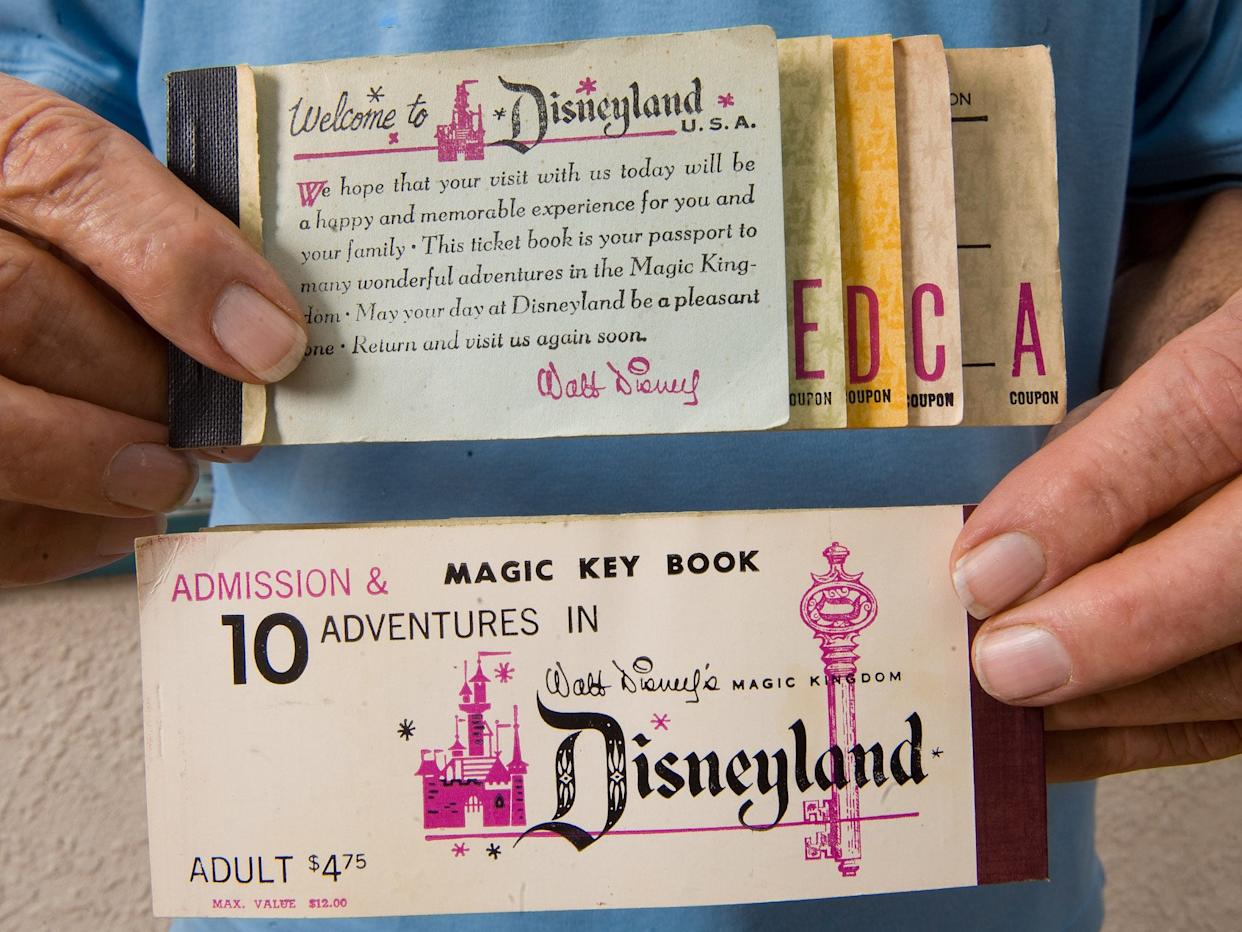 Welcome to Disneyland
U.S.A.
We hope that your visit with us today will be
a happy and memorable experience for you and
your family · This ticket book is your passport to
many wonderful adventures in the Magic King-
dom · May your day at Disneyland be a pleasant
one · Return and visit us again soon.
Walt Disney
E
OUPON
D
OUPON
C
COUPON
ON
A
COUPON
ADMISSION &
10 ADVENTURES IN
MAGIC KEY BOOK
Walt Disney's MAGIC KINGDOM
Disneyland
ADULT $4.75
MAX. VALUE $12.00